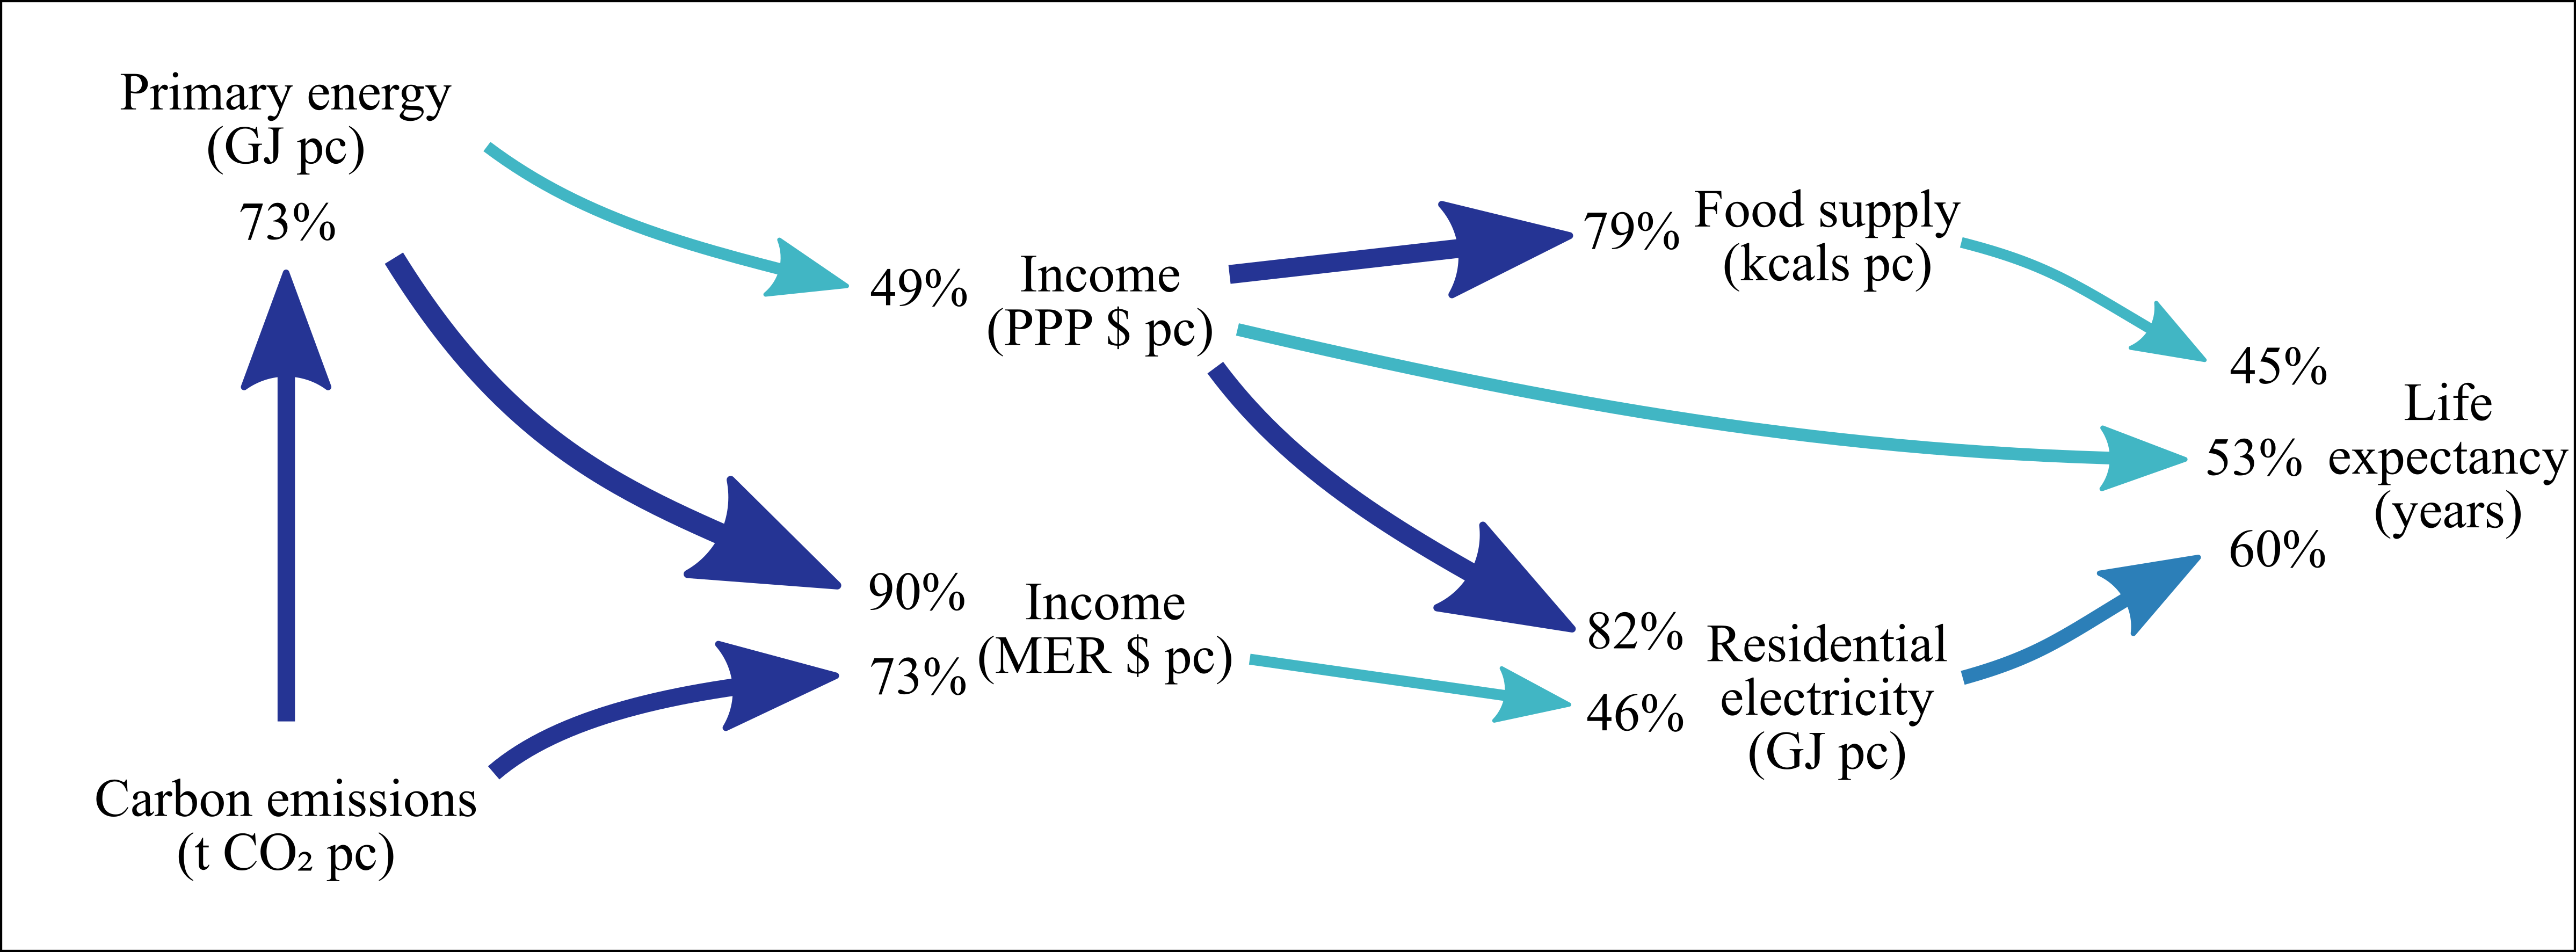 Primary energy
(GJ pc)
73%
Carbon emissions
(t CO₂ pc)
49%
Income
(PPP $ pc)
90%
73%
Income
(MER $ pc)
79%
Food supply
(kcals pc)
82%
46%
Residential
electricity
(GJ pc)
45%
53%
60%
Life
expectancy
(years)